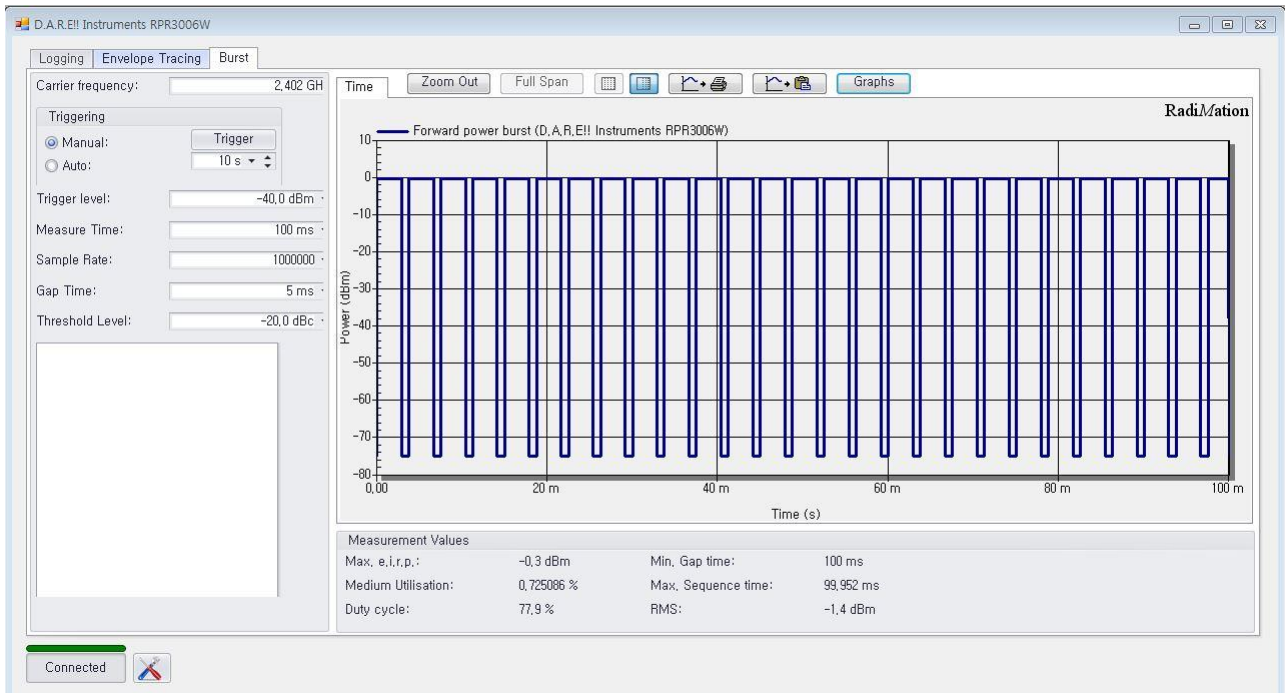 D.A.R.E!! Instruments RPR3006W
Logging Envelope Tracing Burst
Carrier frequency: 2,402 GH
Triggering
Manual: Trigger
Auto: 10 s
Trigger level: -40,0 dBm
Measure Time: 100 ms
Sample Rate: 1000000
Gap Time: 5 ms
Threshold Level: -20,0 dBc
Time Zoom Out Full Span Graphs
RadiMation
Forward power burst (D,A,R,E!! Instruments RPR3006W)
10
0
-10
-20
-30
-40
-50
-60
-70
-80
Power (dBm)
0,00 20 m 40 m 60 m 80 m 100 m
Time (s)
Measurement Values
Max, e,i,r,p,: -0,3 dBm Min, Gap time: 100 ms
Medium Utilisation: 0,725086 % Max, Sequence time: 99,952 ms
Duty cycle: 77,9 % RMS: -1,4 dBm
Connected